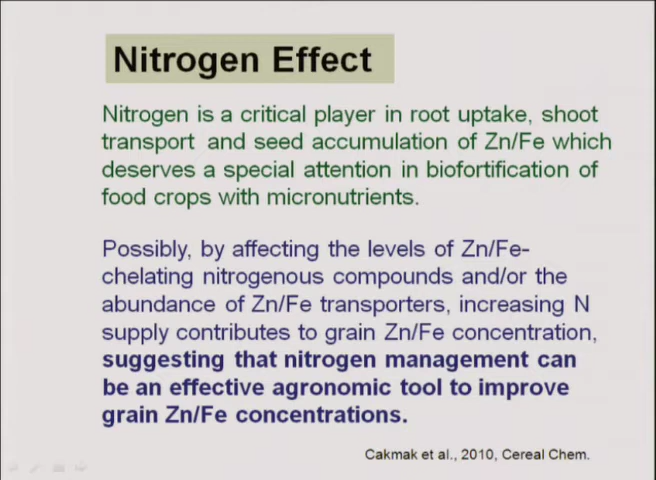 Nitrogen Effect
Nitrogen is a critical player in root uptake, shoot
transport and seed accumulation of Zn/Fe which
deserves a special attention in biofortification of
food crops with micronutrients.
Possibly, by affecting the levels of Zn/Fe-
chelating nitrogenous compounds and/or the
abundance of Zn/Fe transporters, increasing N
supply contributes to grain Zn/Fe concentration,
suggesting that nitrogen management can
be an effective agronomic tool to improve
grain Zn/Fe concentrations.
Cakmak et al., 2010, Cereal Chem.